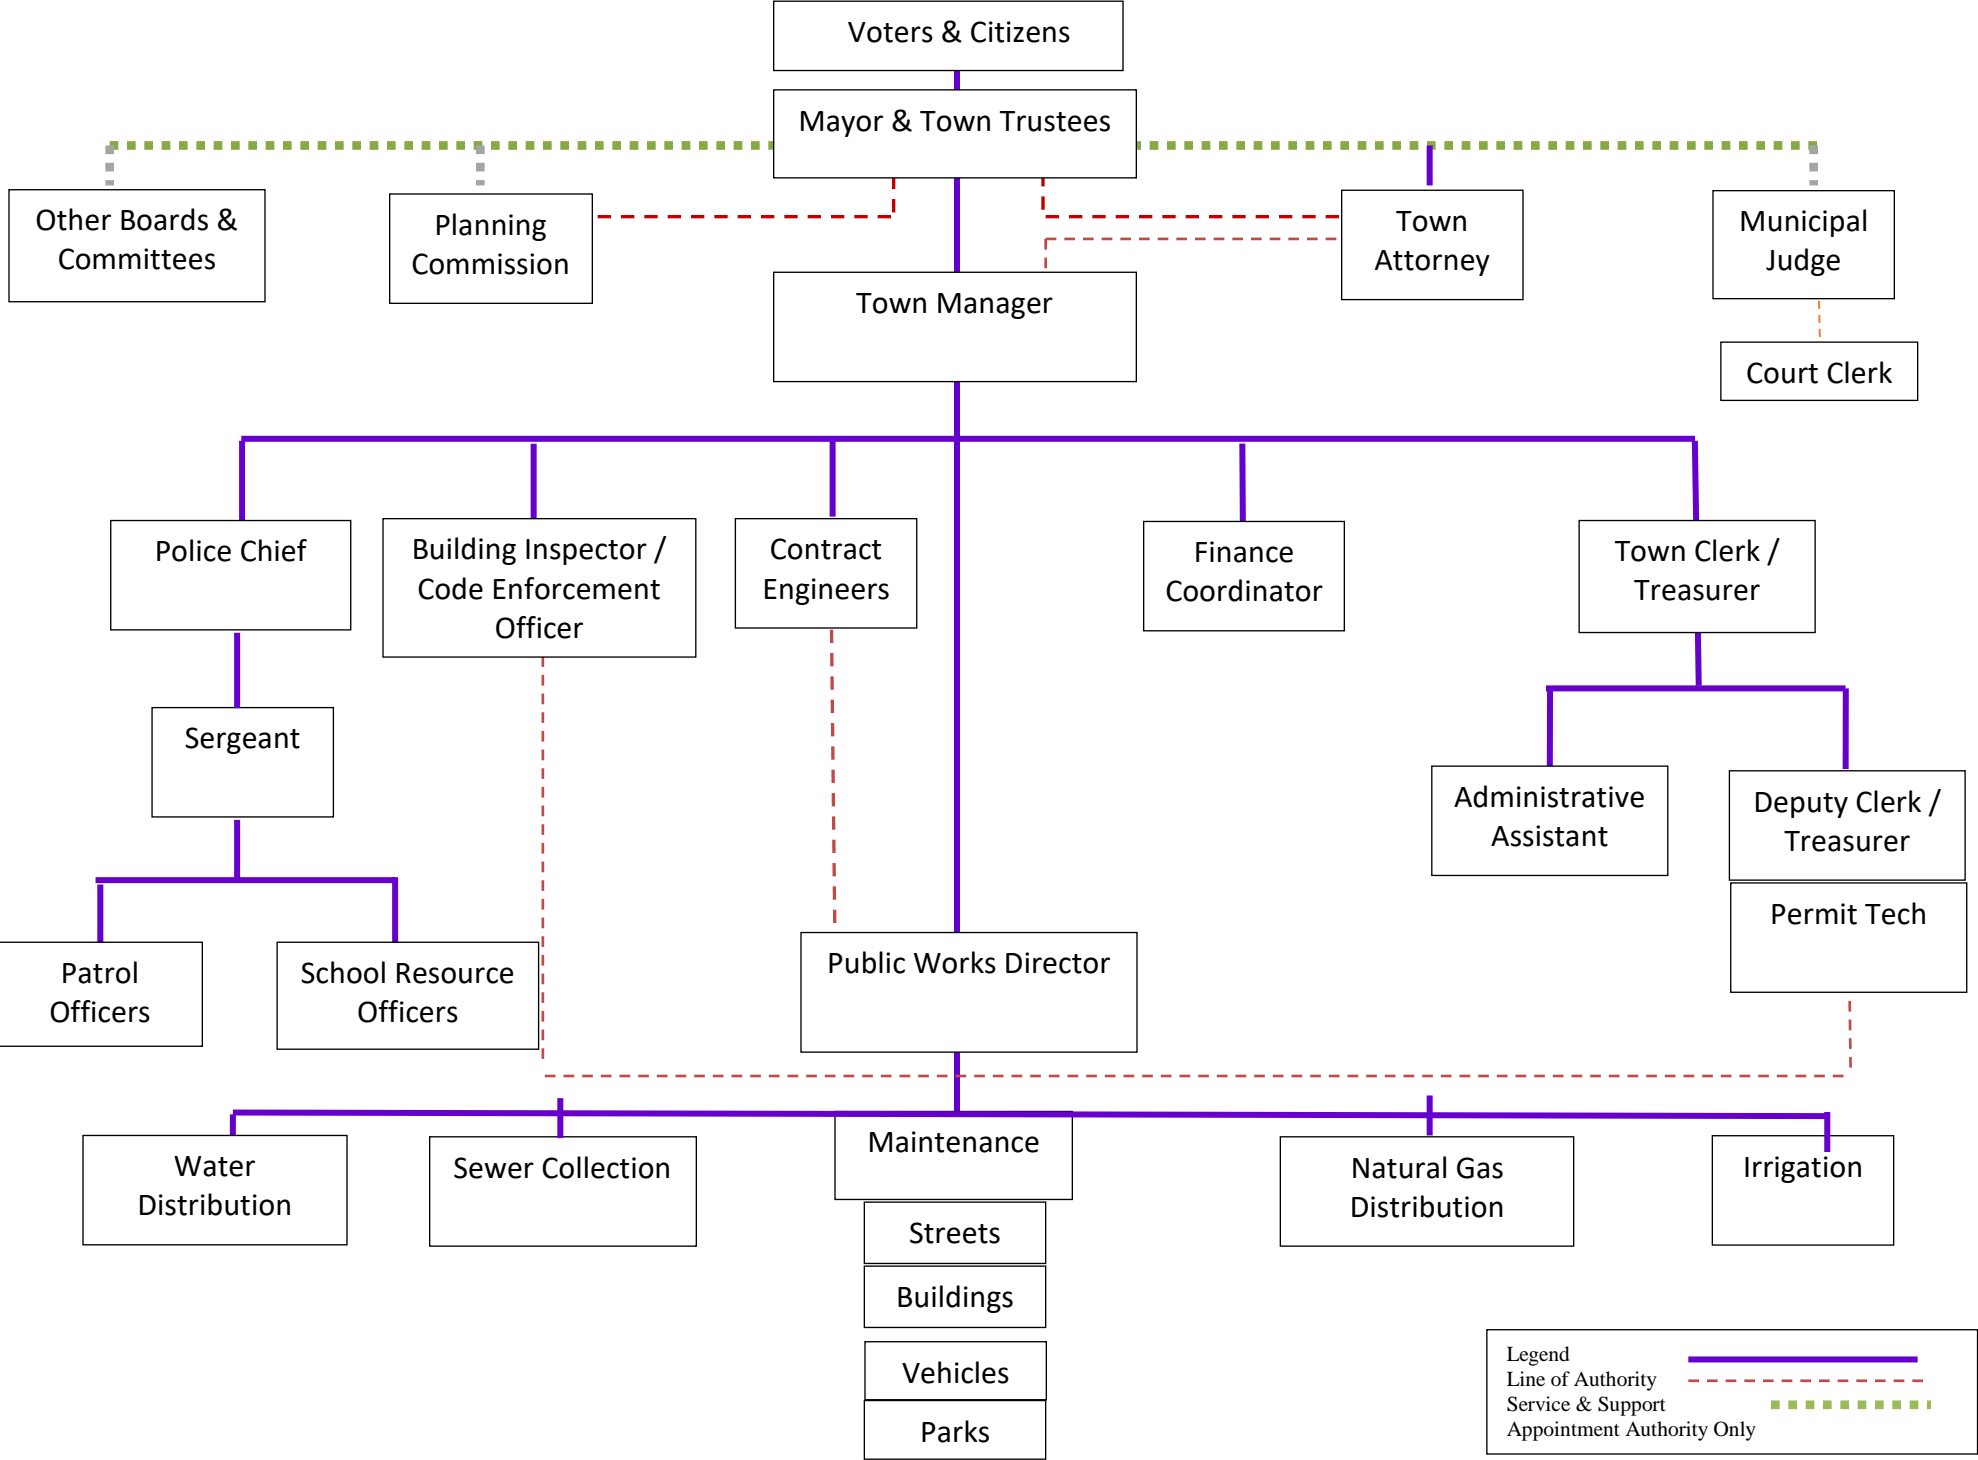 Voters & Citizens
Mayor & Town Trustees
Other Boards &
Committees
Planning
Commission
Town
Attorney
Municipal
Judge
Town Manager
Court Clerk
Police Chief
Building Inspector /
Code Enforcement
Officer
Contract
Engineers
Finance
Coordinator
Town Clerk /
Treasurer
Sergeant
Administrative
Assistant
Deputy Clerk /
Treasurer
Permit Tech
Patrol
Officers
School Resource
Officers
Public Works Director
Water
Distribution
Sewer Collection
Maintenance
Natural Gas
Distribution
Irrigation
Streets
Buildings
Vehicles
Parks
Legend
Line of Authority
Service & Support
Appointment Authority Only